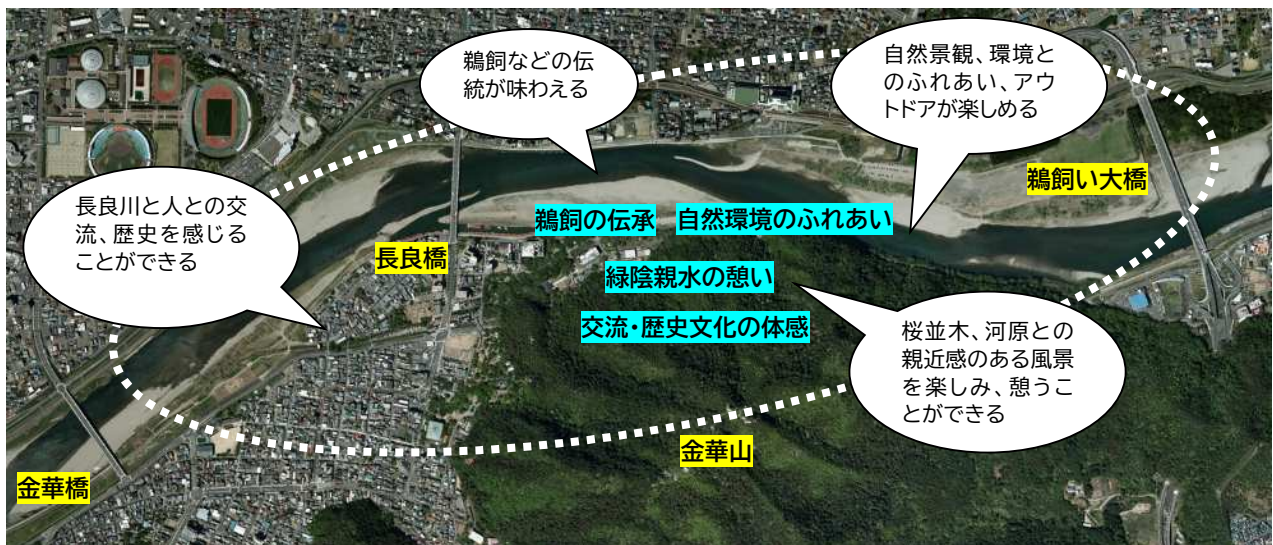 鵜飼などの伝
統が味わえる
自然景観、環境と
のふれあい、アウ
トドアが楽しめる
長良川と人との交
流、歴史を感じる
ことができる
鵜飼い大橋
鵜飼の伝承
自然環境のふれあい
長良橋
緑陰親水の憩い
交流・歴史文化の体感
桜並木、河原との
親近感のある風景
を楽しみ、憩うこ
とができる
金華山
金華橋